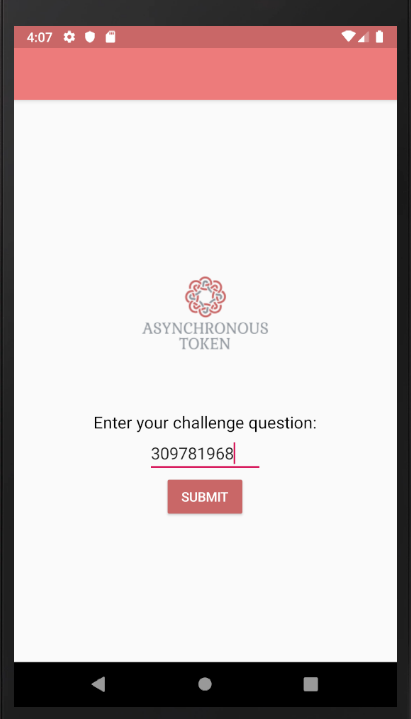 4:07
ASYNCHRONOUS
TOKEN
Enter your challenge question:
309781968
SUBMIT